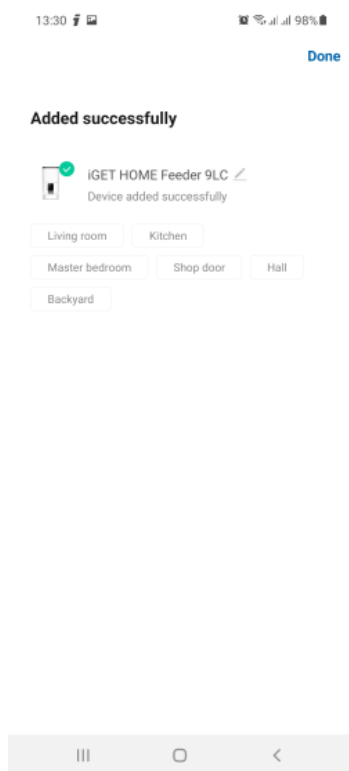 13:30 98%
Done
Added successfully
iGET HOME Feeder 9LC
Device added successfully
Living room Kitchen
Master bedroom Shop door Hall
Backyard